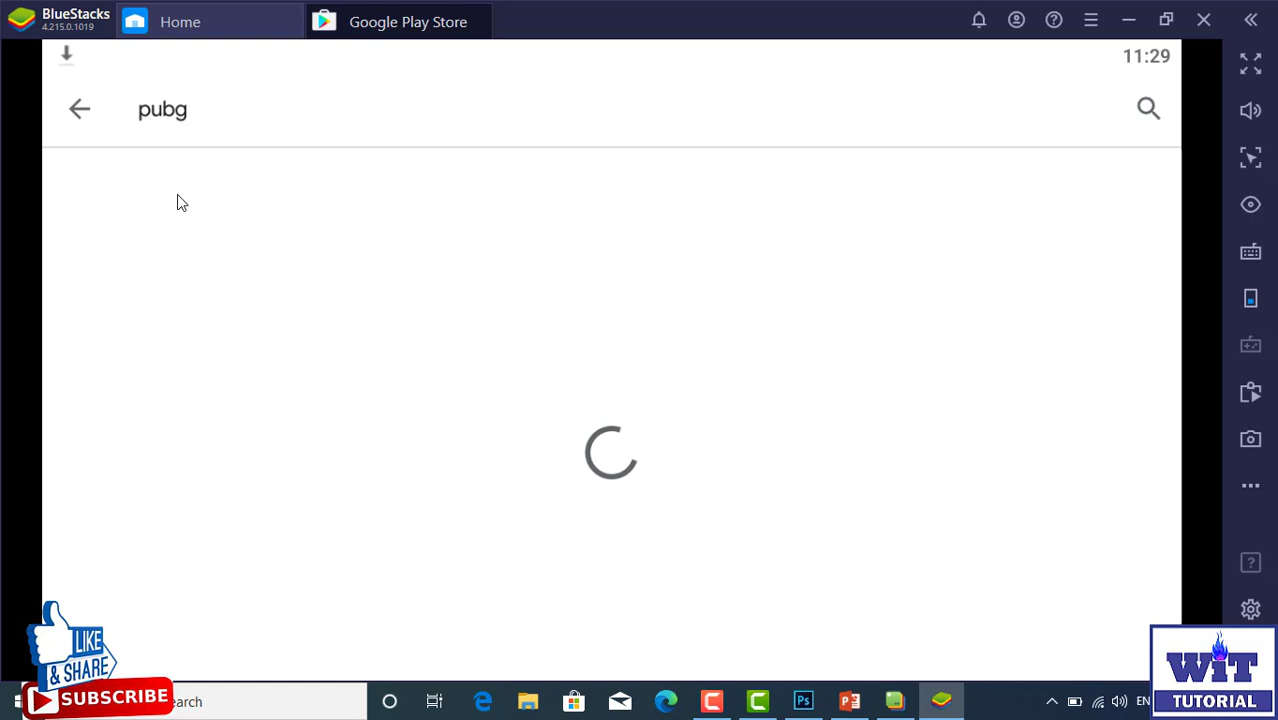 BlueStacks
4.215.0.1019
Home
Google Play Store
11:29
pubg
LIKE
& SHARE
SUBSCRIBE
earch
EN
WIT
TUTORIAL